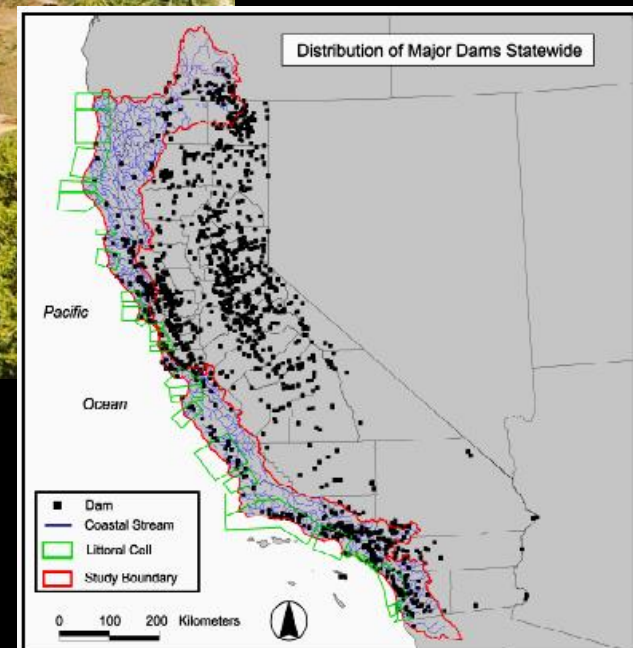 Distribution of Major Dams Statewide
Pacific
Ocean
Dam
Coastal Stream
Littoral Cell
Study Boundary
0 100 200 Kilometers